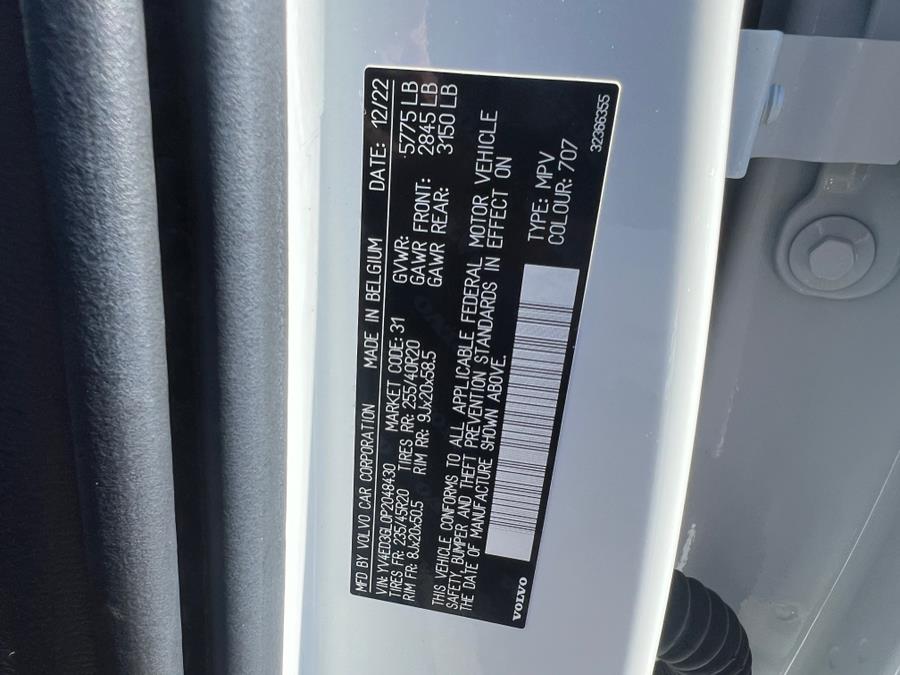 MFD BY VOLVO CAR CORPORATION MADE IN BELGIUM DATE: 12/22
VIN: YV4ED3GL0P2048430 MARKET CODE: 31 GVWR: 5775 LB
TIRES FR: 235/45R20 TIRES RR: 255/40R20 GAWR FRONT: 2845 LB
RIM FR: 8Jx20x50.5 RIM RR: 9Jx20x58.5 GAWR REAR: 3150 LB
THIS VEHICLE CONFORMS TO ALL APPLICABLE FEDERAL MOTOR VEHICLE
SAFETY, BUMPER AND THEFT PREVENTION STANDARDS IN EFFECT ON
THE DATE OF MANUFACTURE SHOWN ABOVE.
TYPE: MPV
COLOUR: 707
VOLVO
32386355